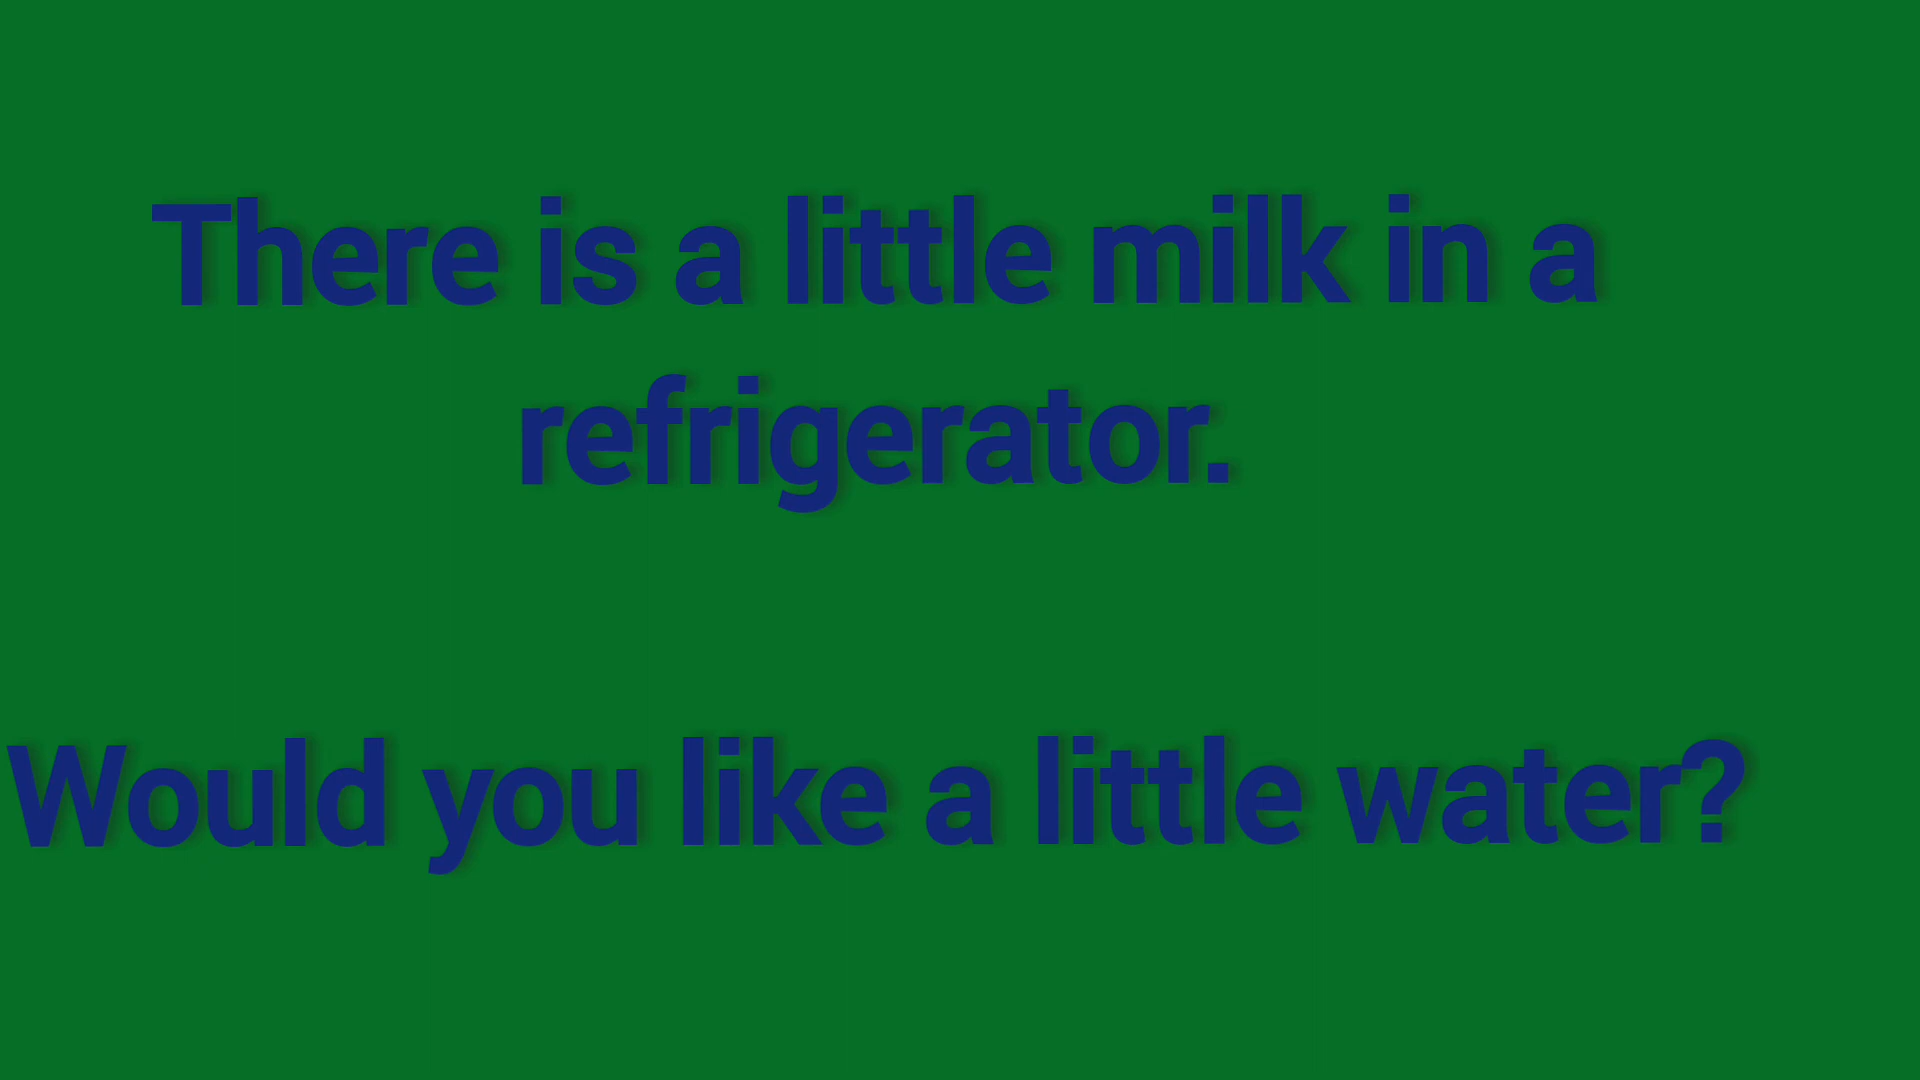 There is a little milk in a
refrigerator.
Would you like a little water?